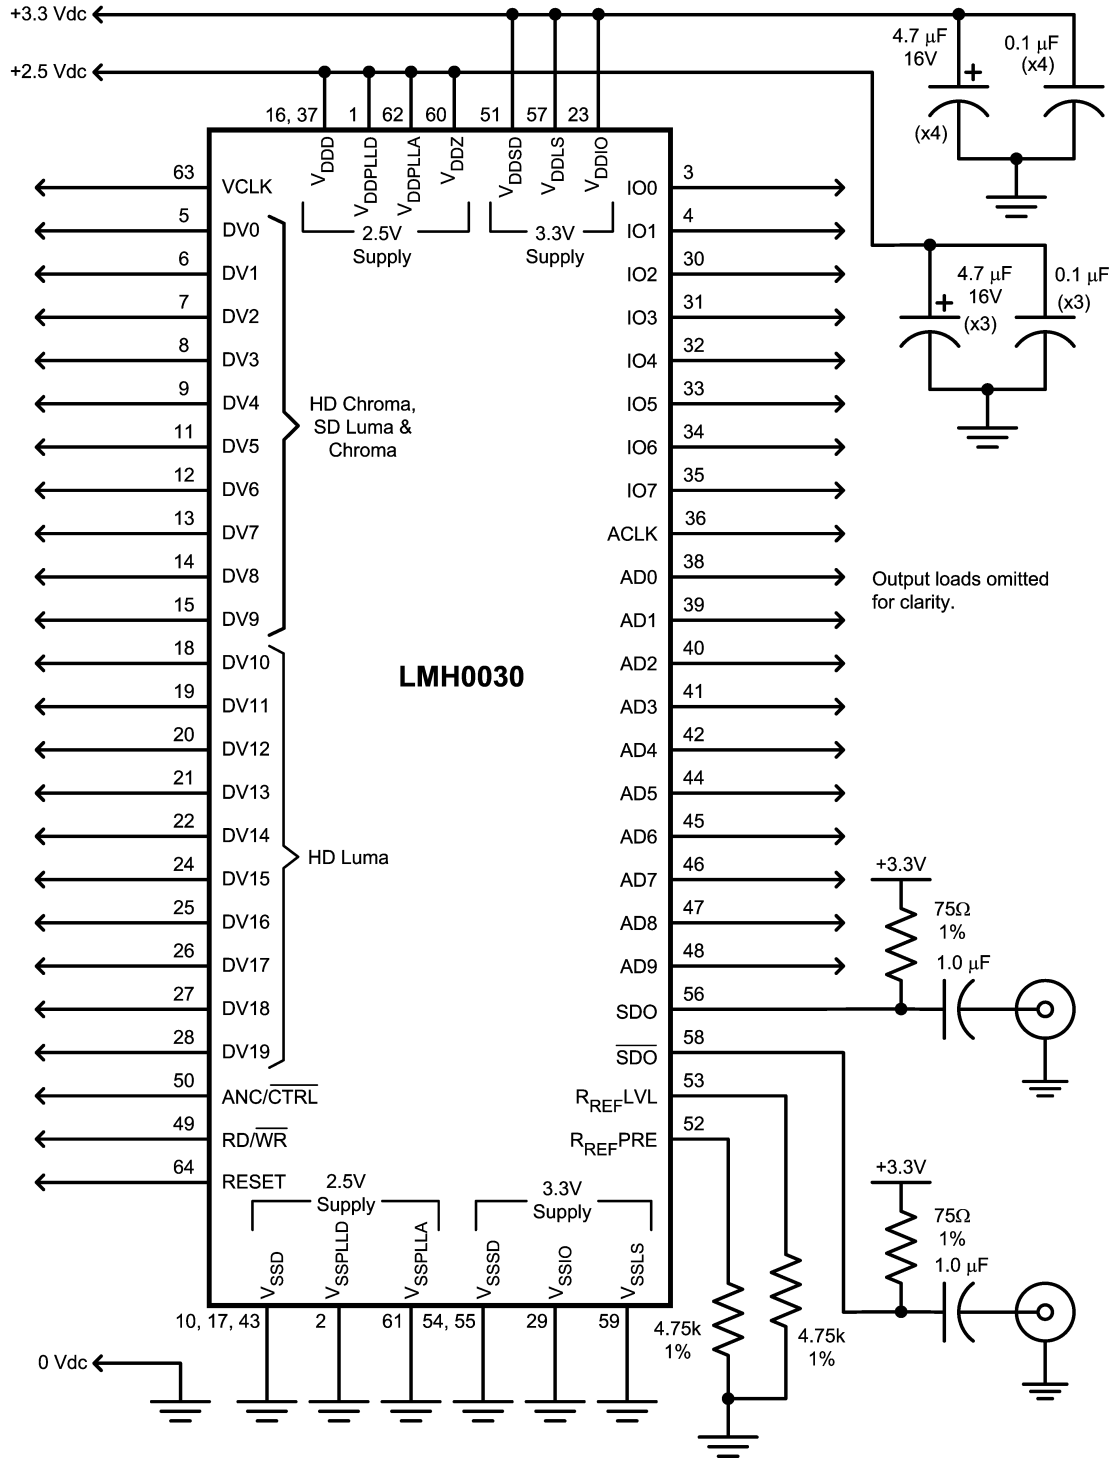 +3.3 Vdc
+2.5 Vdc
4.7 µF
16V
+
(x4)
0.1 µF
(x4)
4.7 µF
16V
+
(x3)
0.1 µF
(x3)
16, 37
1
62
60
51
57
23
VDDD
VDDPLLD
VDDPLLA
VDDZ
VDDSD
VDDLS
VDDIO
2.5V
Supply
3.3V
Supply
63 VCLK
5 DV0
6 DV1
7 DV2
8 DV3
9 DV4
11 DV5
12 DV6
13 DV7
14 DV8
15 DV9
18 DV10
19 DV11
20 DV12
21 DV13
22 DV14
24 DV15
25 DV16
26 DV17
27 DV18
28 DV19
50 ANC/CTRL
49 RD/WR
64 RESET
HD Chroma,
SD Luma &
Chroma
HD Luma
LMH0030
IO0 3
IO1 4
IO2 30
IO3 31
IO4 32
IO5 33
IO6 34
IO7 35
ACLK 36
AD0 38
AD1 39
AD2 40
AD3 41
AD4 42
AD5 44
AD6 45
AD7 46
AD8 47
AD9 48
SDO 56
SDO 58
RREFLVL 53
RREFPRE 52
Output loads omitted
for clarity.
+3.3V
75Ω
1%
1.0 µF
+3.3V
75Ω
1%
1.0 µF
2.5V
Supply
3.3V
Supply
VSSD
VSSPLLD
VSSPLLA
VSSSD
VSSIO
VSSLS
10, 17, 43
2
61
54, 55
29
59
4.75k
1%
4.75k
1%
0 Vdc